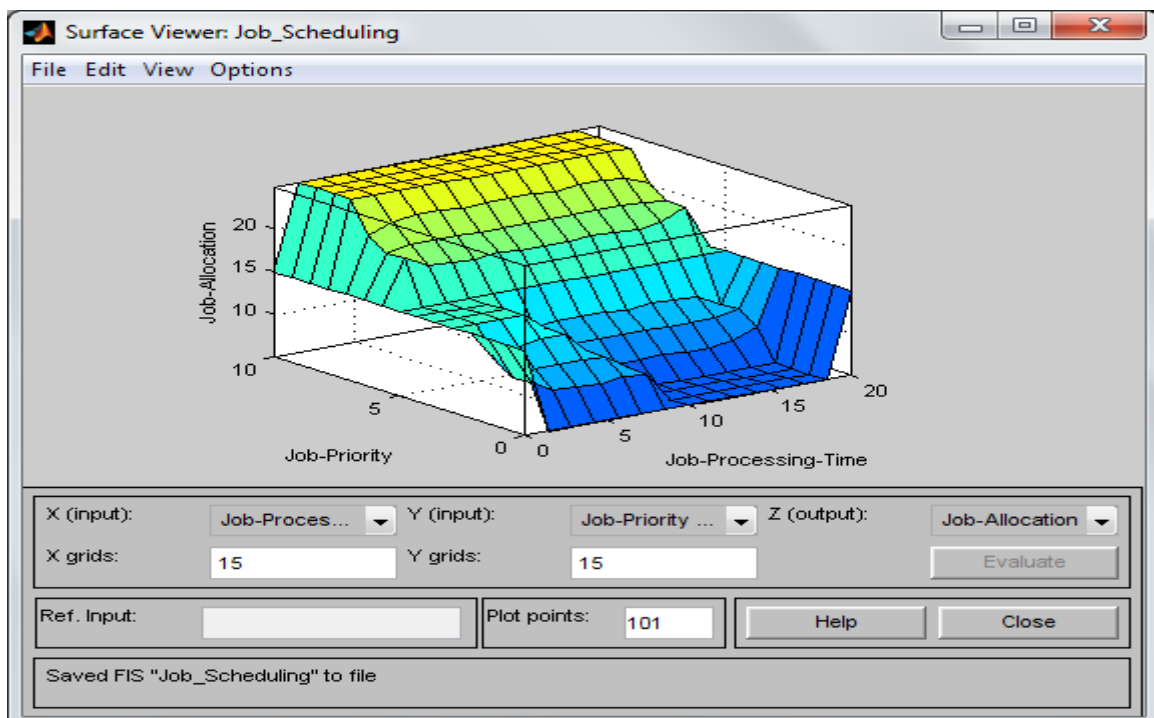 Surface Viewer: Job_Scheduling
File Edit View Options
20
15
10
10
5
0
Job-Allocation
Job-Priority
0
5
10
15
20
Job-Processing-Time
X (input): Job-Proces... Y (input): Job-Priority ... Z (output): Job-Allocation
X grids: 15 Y grids: 15 Evaluate
Ref. Input: Plot points: 101 Help Close
Saved FIS "Job_Scheduling" to file